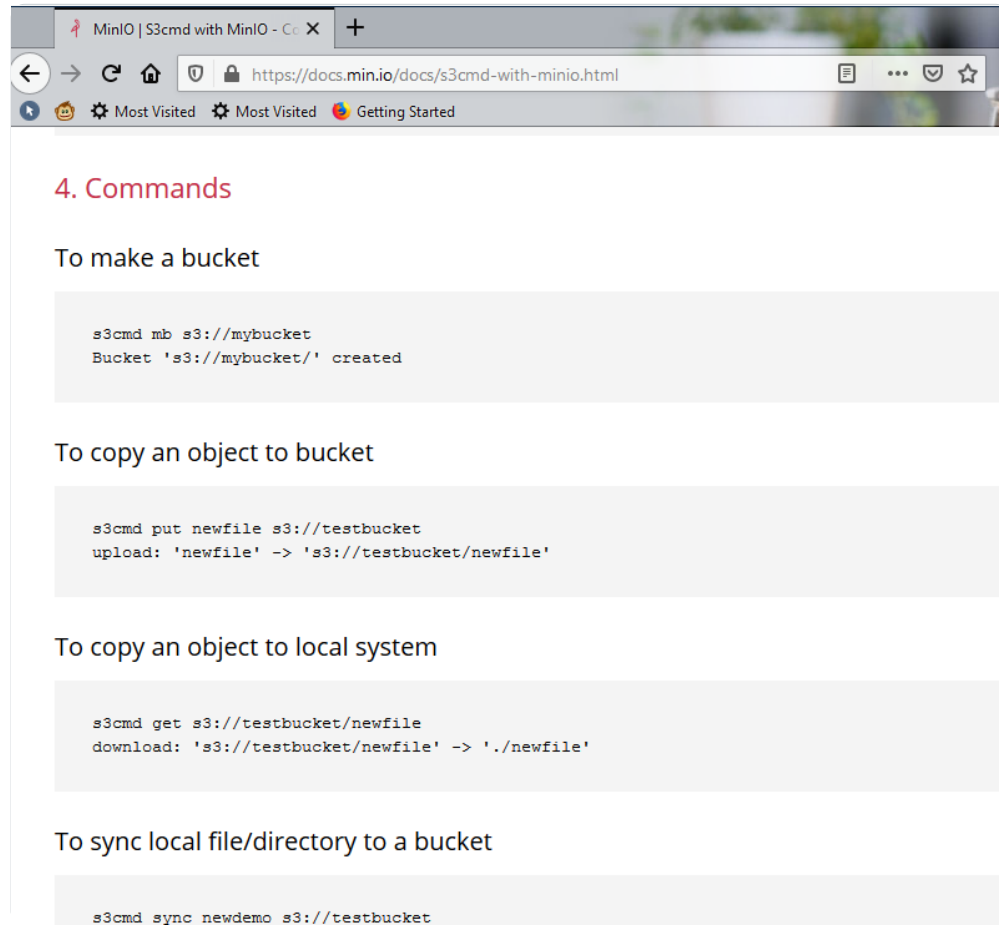 MinIO | S3cmd with MinIO - Co
https://docs.min.io/docs/s3cmd-with-minio.html
Most Visited Most Visited Getting Started
4. Commands
To make a bucket
s3cmd mb s3://mybucket
Bucket 's3://mybucket/' created
To copy an object to bucket
s3cmd put newfile s3://testbucket
upload: 'newfile' -> 's3://testbucket/newfile'
To copy an object to local system
s3cmd get s3://testbucket/newfile
download: 's3://testbucket/newfile' -> './newfile'
To sync local file/directory to a bucket
s3cmd sync newdemo s3://testbucket